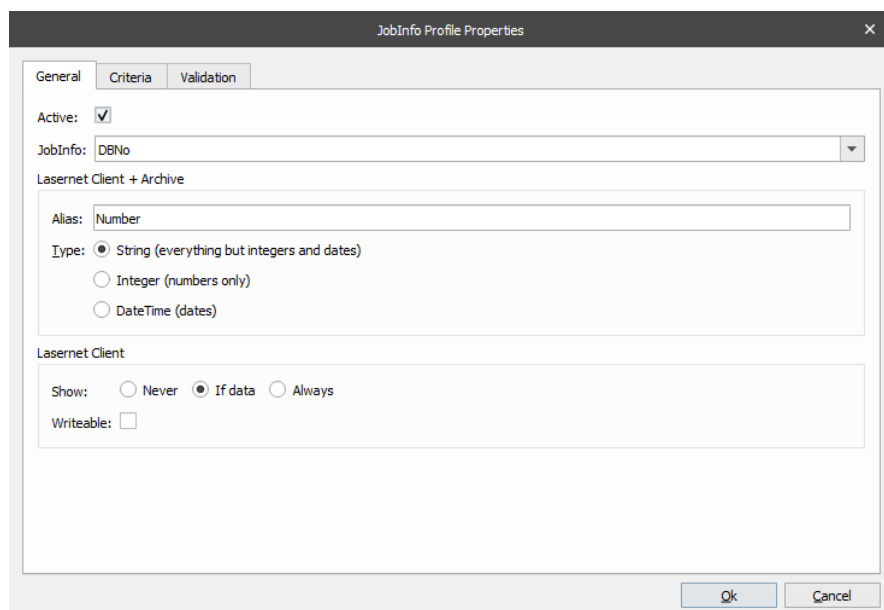 JobInfo Profile Properties
General Criteria Validation
Active:
JobInfo: DBNo
Lasernet Client + Archive
Alias: Number
Type: String (everything but integers and dates)
Integer (numbers only)
DateTime (dates)
Lasernet Client
Show: Never If data Always
Writeable:
Ok Cancel